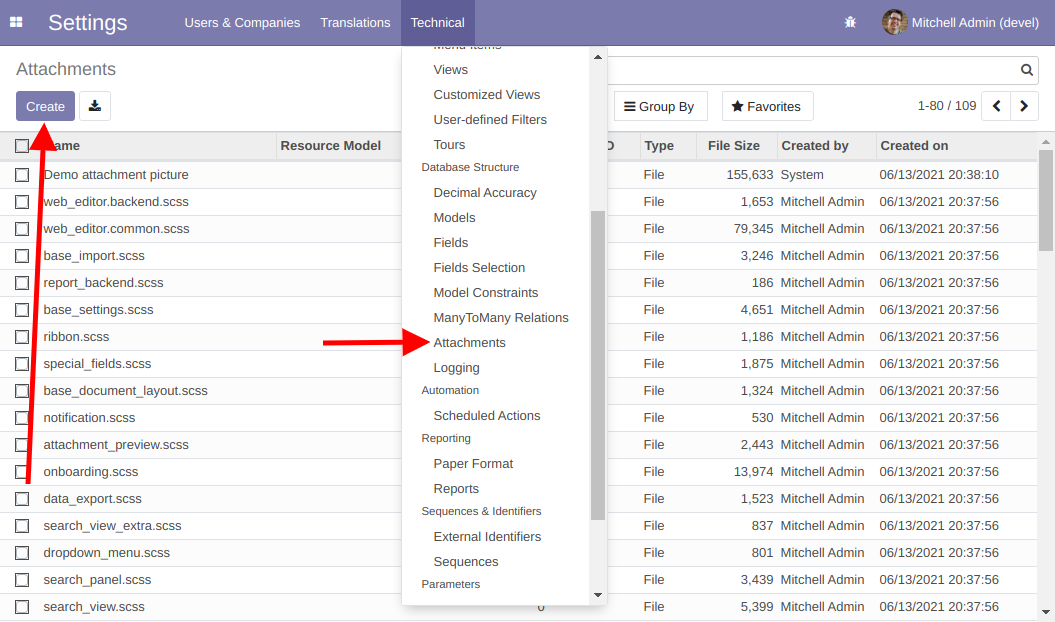 Settings Users & Companies Translations Technical Mitchell Admin (devel)
Attachments
Create
Group By Favorites 1-80 / 109
Views
Customized Views
User-defined Filters
Tours
Database Structure
Decimal Accuracy
Models
Fields
Fields Selection
Model Constraints
ManyToMany Relations
Attachments
Logging
Automation
Scheduled Actions
Reporting
Paper Format
Reports
Sequences & Identifiers
External Identifiers
Sequences
Parameters
Resource Model Type File Size Created by Created on
Demo attachment picture File 155,633 System 06/13/2021 20:38:10
web_editor.backend.scss File 1,653 Mitchell Admin 06/13/2021 20:37:56
web_editor.common.scss File 79,345 Mitchell Admin 06/13/2021 20:37:56
base_import.scss File 3,246 Mitchell Admin 06/13/2021 20:37:56
report_backend.scss File 186 Mitchell Admin 06/13/2021 20:37:56
base_settings.scss File 4,651 Mitchell Admin 06/13/2021 20:37:56
ribbon.scss File 1,186 Mitchell Admin 06/13/2021 20:37:56
special_fields.scss File 1,875 Mitchell Admin 06/13/2021 20:37:56
base_document_layout.scss File 1,324 Mitchell Admin 06/13/2021 20:37:56
notification.scss File 530 Mitchell Admin 06/13/2021 20:37:56
attachment_preview.scss File 2,443 Mitchell Admin 06/13/2021 20:37:56
onboarding.scss File 13,974 Mitchell Admin 06/13/2021 20:37:56
data_export.scss File 1,523 Mitchell Admin 06/13/2021 20:37:56
search_view_extra.scss File 837 Mitchell Admin 06/13/2021 20:37:56
dropdown_menu.scss File 801 Mitchell Admin 06/13/2021 20:37:56
search_panel.scss File 3,439 Mitchell Admin 06/13/2021 20:37:56
search_view.scss File 5,399 Mitchell Admin 06/13/2021 20:37:56